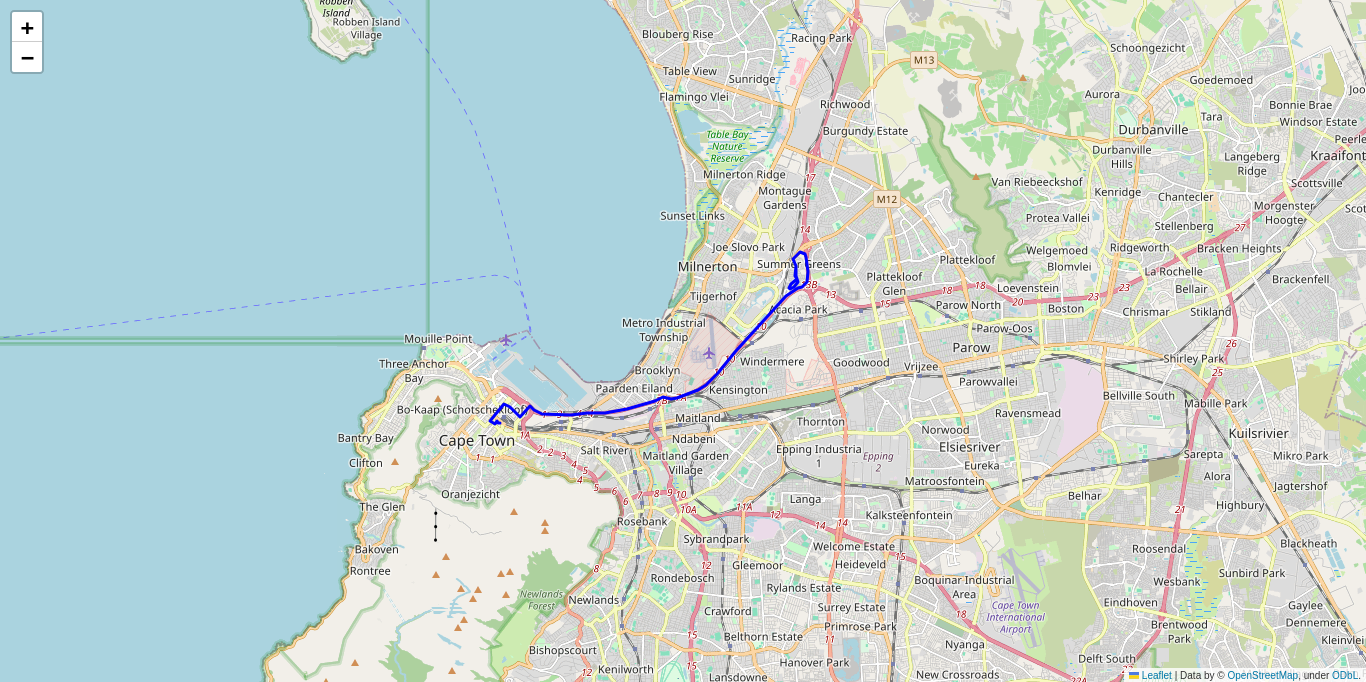 +
−
Robben
Island
Robben Island
Village
Blouberg Rise
Racing Park
M13
Schoongezicht
Table View
Sunridge
Goedemoed
Flamingo Vlei
Aurora
Richwood
Bonnie Brae
Tara
Windsor Estate
Table Bay
Nature
Reserve
Burgundy Estate
Durbanville
Durbanville
Hills
Langeberg
Ridge
Kraaifont
Milnerton Ridge
17
Van Riebeeckshof
Kenridge
Scottsville
Montague
Gardens
M12
Chantecler
Morgenster
Hoogte
Sunset Links
Protea Vallei
Stellenberg
14
27
Joe Slovo Park
Welgemoed
Ridgeworth
Bracken Heights
Milnerton
Summer Greens
Plattekloof
Blomvlei
La Rochelle
Plattekloof
Glen
Brackenfell
Tijgerhof
13B
13
15
18
18
Loevenstein
Bellair
Parow North
Boston
Chrismar
Stikland
Acacia Park
Metro Industrial
Township
Parow-Oos
26
Mouille Point
Parow
Three Anchor
Bay
Windermere
Goodwood
Vrijzee
Shirley Park
Brooklyn
10
Parowvallei
Paarden Eiland
Kensington
Bellville South
Mabille Park
Bo-Kaap (Schotschekloof)
Maitland
Thornton
Ravensmead
Cape Town
1A
Norwood
Kuilsrivier
Bantry Bay
Ndabeni
Salt River
Epping Industria
1
Epping
2
Elsiesriver
Sarepta
Mikro Park
Clifton
Maitland Garden
Village
Eureka
Matroosfontein
Alora
Oranjezicht
Belhar
Jagtershof
The Glen
Langa
Highbury
10A
11A
Kalksteenfontein
21
Rosebank
14
14
Sybrandpark
Bakoven
Welcome Estate
15
Roosendal
Blackheath
Rontree
Gleemoor
Heideveld
12
Sunbird Park
Rondebosch
Boquinar Industrial
Area
Wesbank
8
Rylands Estate
Newlands
Forest
Newlands
Crawford
Surrey Estate
Cape Town
International
Airport
Eindhoven
Gaylee
Primrose Park
Dennemere
Belthorn Estate
Brentwood
Park
15
Nyanga
Kleinvlei
Bishopscourt
Hanover Park
Delft South
Kenilworth
Lansdowne
New Crossroads
Leaflet | Data by © OpenStreetMap, under ODbL.